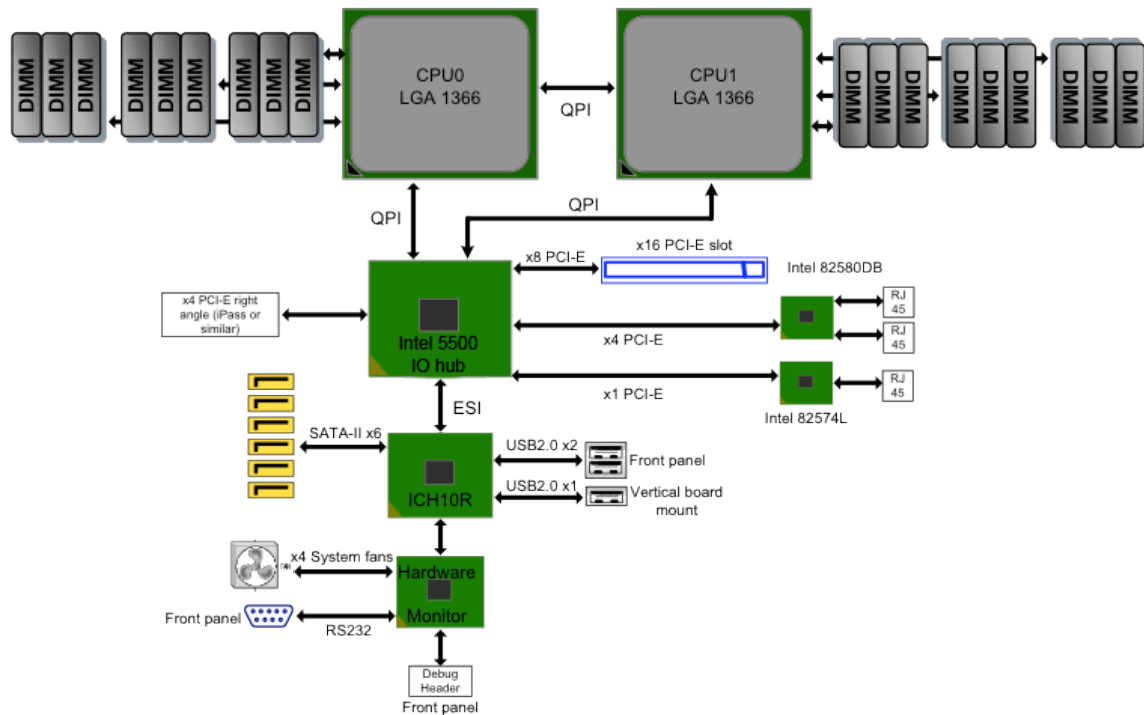 DIMM
DIMM
DIMM
DIMM
DIMM
DIMM
DIMM
DIMM
DIMM
CPU0
LGA 1366
QPI
CPU1
LGA 1366
DIMM
DIMM
DIMM
DIMM
DIMM
DIMM
DIMM
DIMM
DIMM
QPI
QPI
x8 PCI-E
x16 PCI-E slot
Intel 82580DB
x4 PCI-E right
angle (iPass or
similar)
Intel 5500
IO hub
x4 PCI-E
RJ
45
RJ
45
x1 PCI-E
RJ
45
Intel 82574L
ESI
SATA-II x6
ICH10R
USB2.0 x2
Front panel
USB2.0 x1
Vertical board
mount
FAN
x4 System fans
Hardware
Monitor
Front panel
RS232
Debug
Header
Front panel